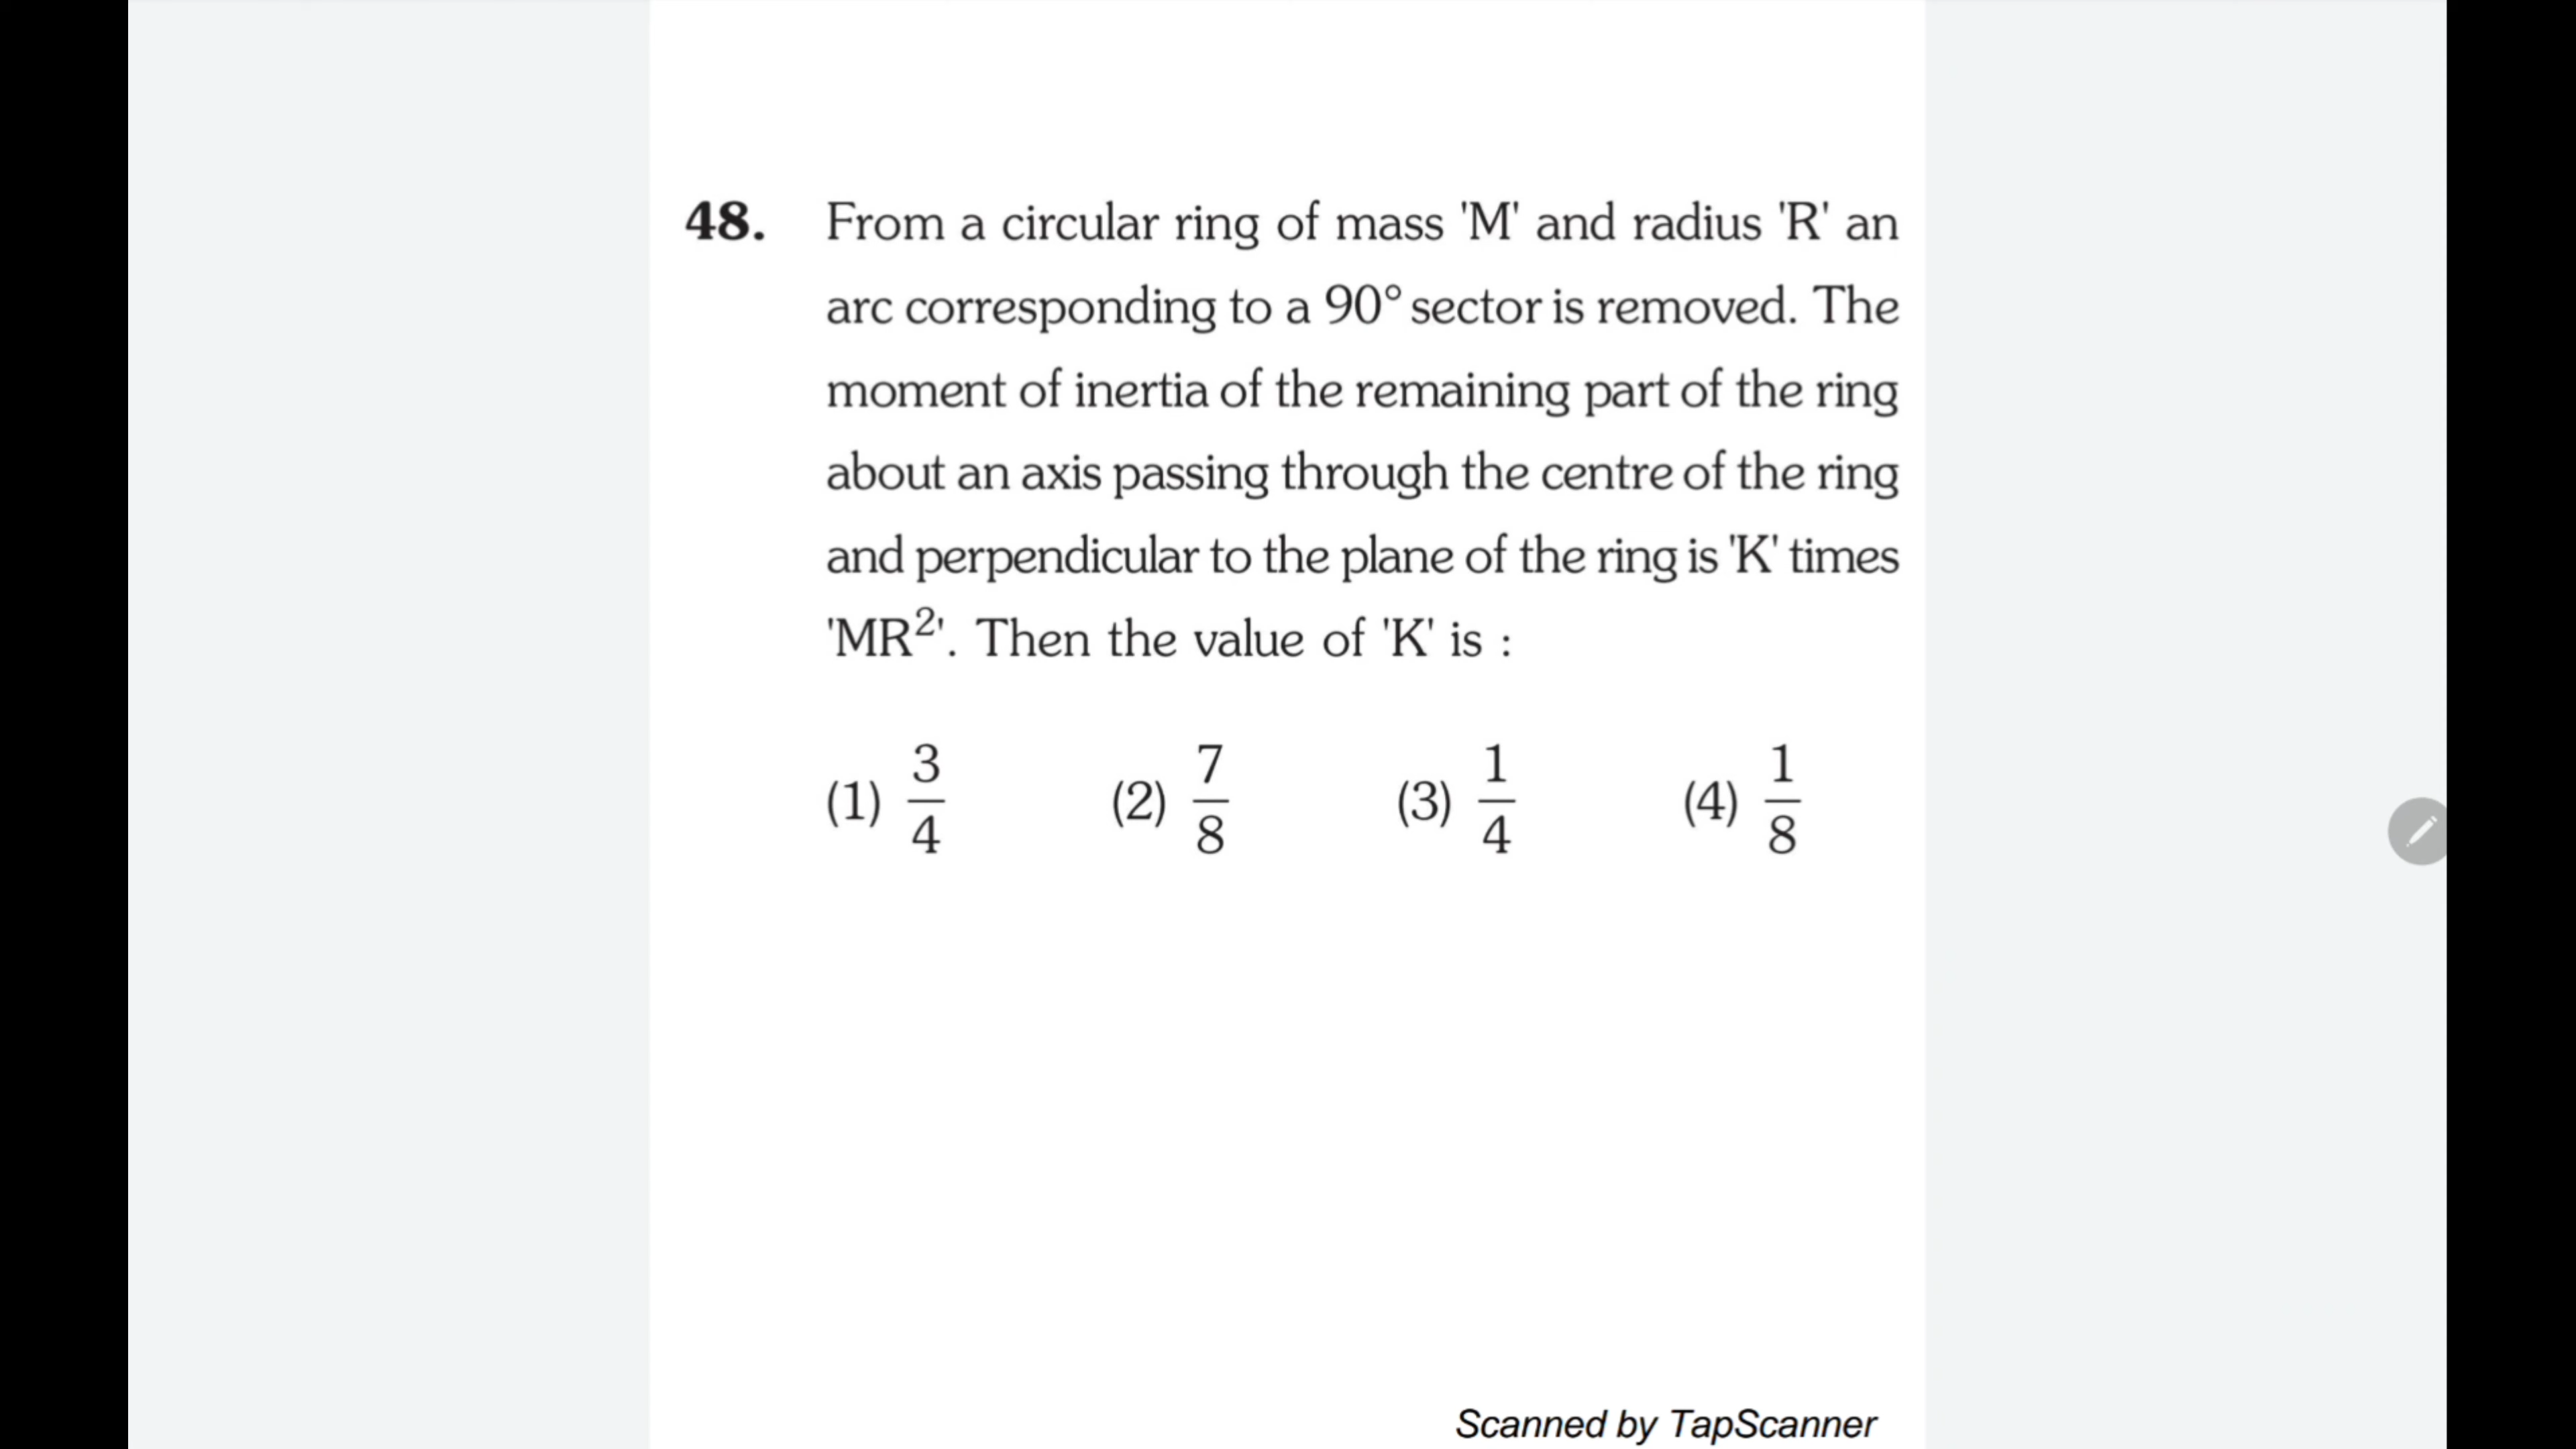 48. From a circular ring of mass 'M' and radius 'R' an
arc corresponding to a 90° sector is removed. The
moment of inertia of the remaining part of the ring
about an axis passing through the centre of the ring
and perpendicular to the plane of the ring is 'K' times
'MR²'. Then the value of 'K' is :
(1) 3/4 (2) 7/8 (3) 1/4 (4) 1/8
Scanned by TapScanner